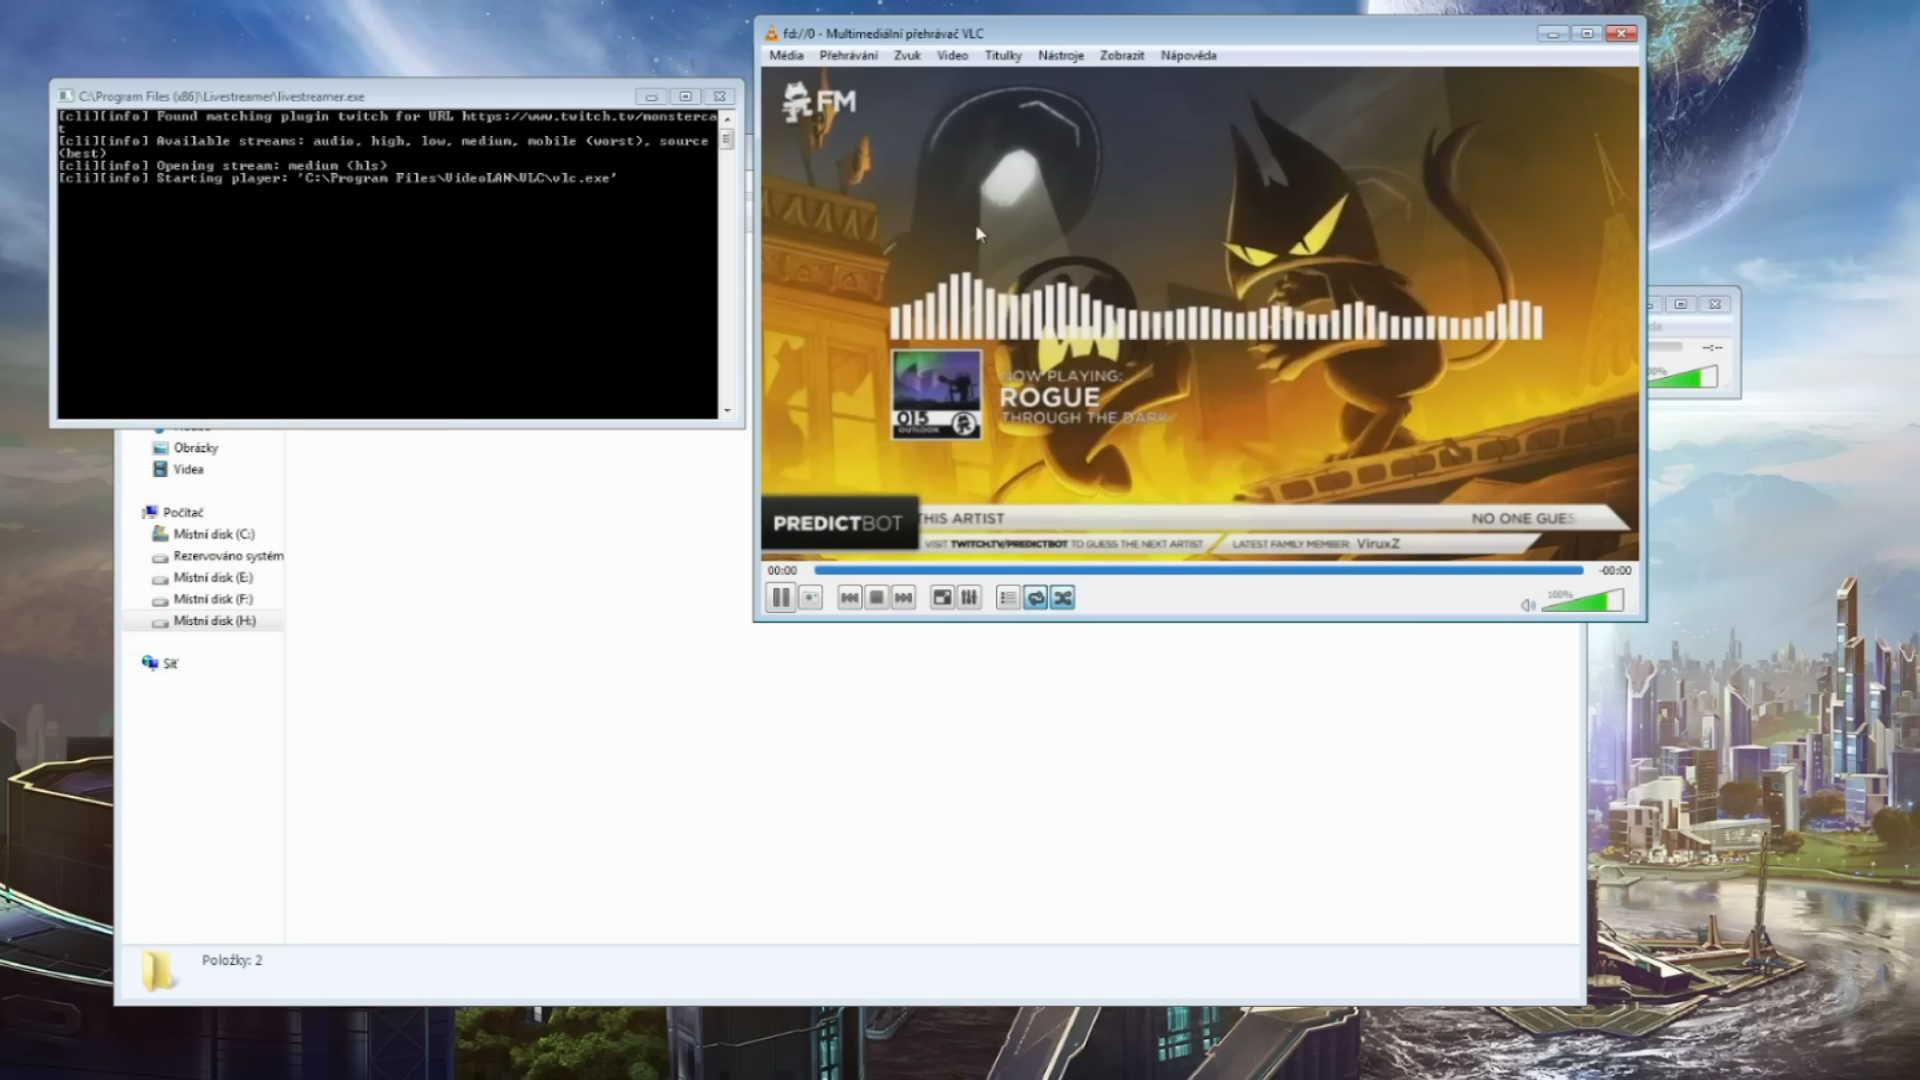 C:\Program Files (x86)\Livestreamer\livestreamer.exe
[cli][info] Found matching plugin twitch for URL https://www.twitch.tv/monsterca
t
[cli][info] Available streams: audio, high, low, medium, mobile (worst), source
(best)
[cli][info] Opening stream: medium (hls)
[cli][info] Starting player: 'C:\Program Files\VideoLAN\VLC\vlc.exe'
fd://0 - Multimediální přehrávač VLC
Média Přehrávání Zvuk Video Titulky Nástroje Zobrazit Nápověda
FM
NOW PLAYING:
ROGUE
THROUGH THE DARK
015
OUTLOOK
PREDICTBOT
THIS ARTIST
NO ONE GUES
VISIT TWITCH.TV/PREDICTBOT TO GUESS THE NEXT ARTIST
LATEST FAMILY MEMBER: ViruxZ
00:00
-00:00
100%
Obrázky
Videa
Počítač
Místní disk (C:)
Rezervováno systém
Místní disk (E:)
Místní disk (F:)
Místní disk (H:)
Síť
Položky: 2